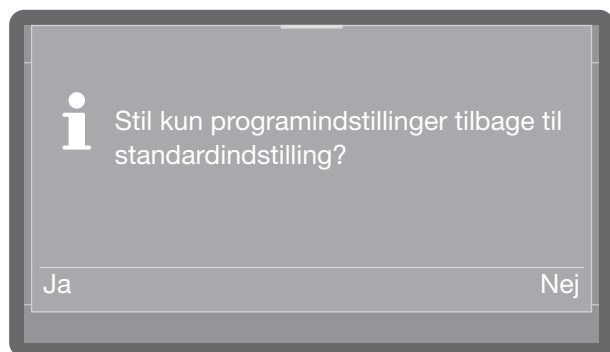 Stil kun programindstillinger tilbage til
standardindstilling?
Ja
Nej